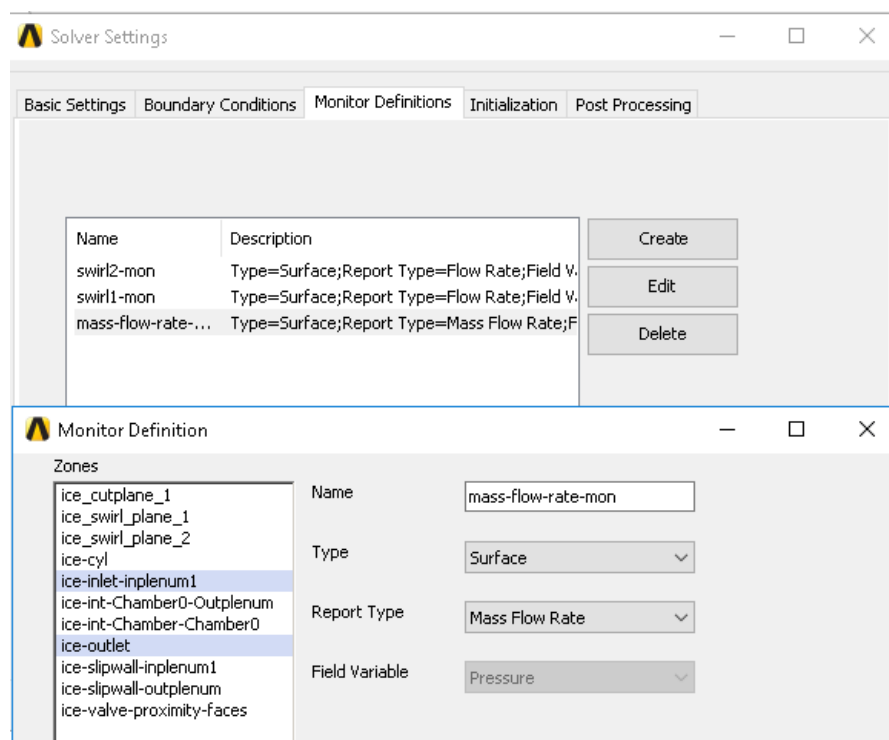 Solver Settings
Basic Settings Boundary Conditions Monitor Definitions Initialization Post Processing
Name Description
swirl2-mon Type=Surface;Report Type=Flow Rate;Field V.
swirl1-mon Type=Surface;Report Type=Flow Rate;Field V.
mass-flow-rate-... Type=Surface;Report Type=Mass Flow Rate;F
Create
Edit
Delete
Monitor Definition
Zones
ice_cutplane_1
ice_swirl_plane_1
ice_swirl_plane_2
ice-cyl
ice-inlet-inplenum1
ice-int-Chamber0-Outplenum
ice-int-Chamber-Chamber0
ice-outlet
ice-slipwall-inplenum1
ice-slipwall-outplenum
ice-valve-proximity-faces
Name mass-flow-rate-mon
Type Surface
Report Type Mass Flow Rate
Field Variable Pressure